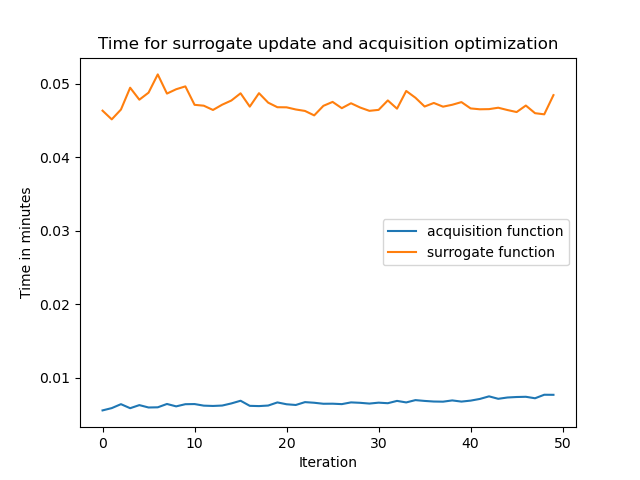 Time for surrogate update and acquisition optimization
0.05
0.04
0.03
0.02
0.01
Time in minutes
acquisition function
surrogate function
0 10 20 30 40 50
Iteration